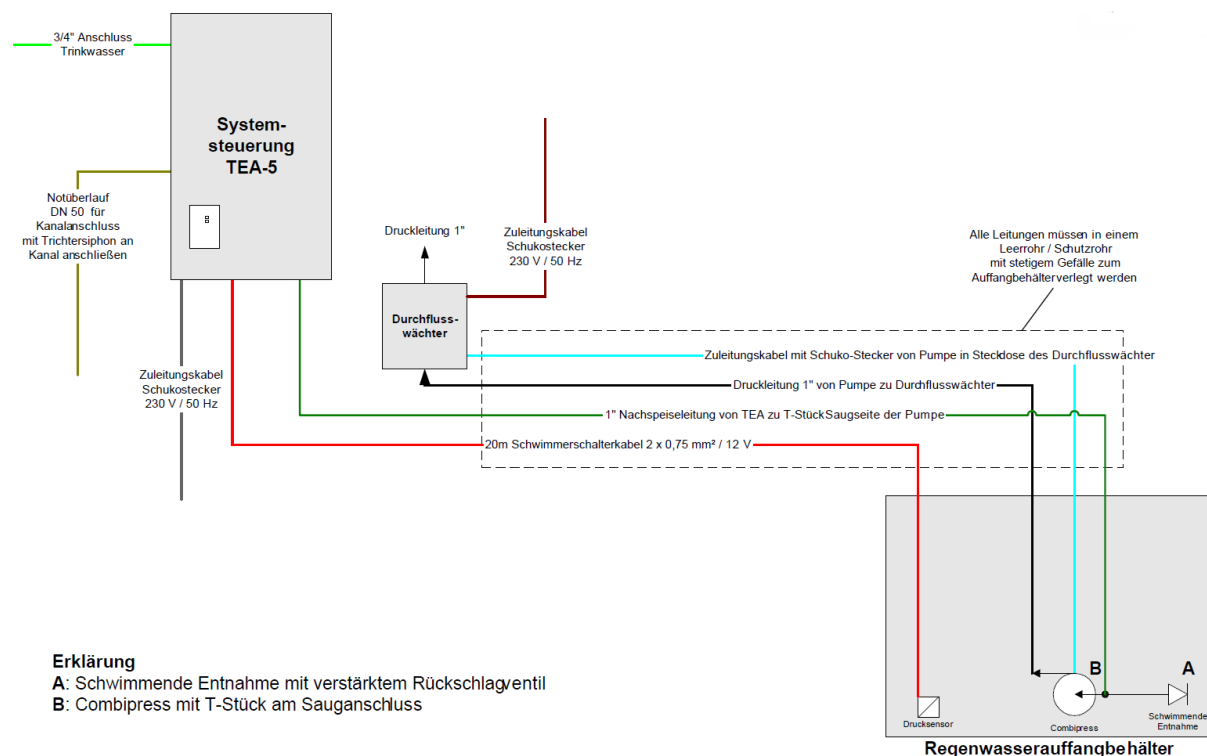 3/4" Anschluss
Trinkwasser
System-
steuerung
TEA-5
Notüberlauf
DN 50 für
Kanalanschluss
mit Trichtersiphon an
Kanal anschließen
Zuleitungskabel
Schukostecker
230 V / 50 Hz
Druckleitung 1"
Zuleitungskabel
Schukostecker
230 V / 50 Hz
Durchfluss-
wächter
Alle Leitungen müssen in einem
Leerrohr / Schutzrohr
mit stetigem Gefälle zum
Auffangbehälterverlegt werden
Zuleitungskabel mit Schuko-Stecker von Pumpe in Steckdose des Durchflusswächter
Druckleitung 1" von Pumpe zu Durchflusswächter
1" Nachspeiseleitung von TEA zu T-StückSaugseite der Pumpe
20m Schwimmerschalterkabel 2 x 0,75 mm² / 12 V
B
A
Drucksensor
Combipress
Schwimmende
Entnahme
Regenwasserauffangbehälter
Erklärung
A: Schwimmende Entnahme mit verstärktem Rückschlagventil
B: Combipress mit T-Stück am Sauganschluss